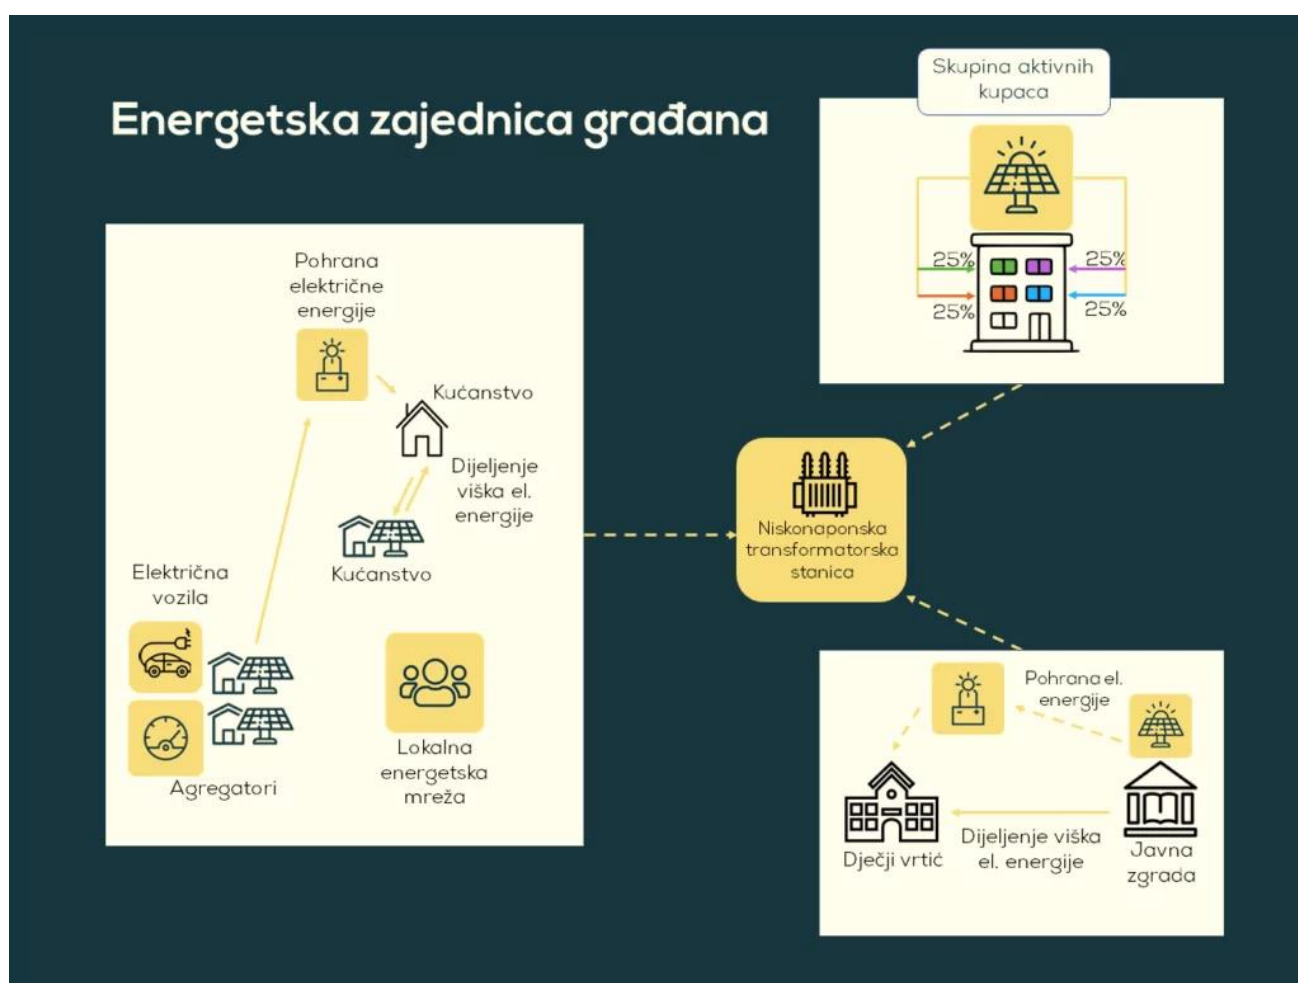 Energetska zajednica građana
Skupina aktivnih
kupaca
25%
25%
25%
25%
Pohrana
električne
energije
Kućanstvo
Dijeljenje
viška el.
energije
Kućanstvo
Električna
vozila
Agregatori
Lokalna
energetska
mreža
Niskonaponska
transformatorska
stanica
Pohrana el.
energije
Dječji vrtić
Dijeljenje viška
el. energije
Javna
zgrada